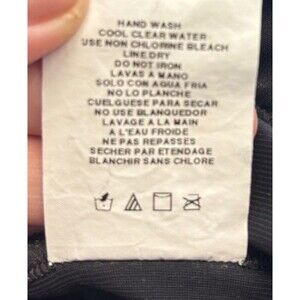 HAND WASH
COOL CLEAR WATER
USE NON CHLORINE BLEACH
LINE DRY
DO NOT IRON
LAVAS A MANO
SOLO CON AQUA FRIA
NO LO PLANCHE
CUELGUESE PARA SECAR
NO USE BLANQUEDOR
LAVAGE A LA MAIN
A L'EAU FROIDE
NE PAS REPASSES
SECHER PAR ETENDAGE
BLANCHIR SANS CHLORE